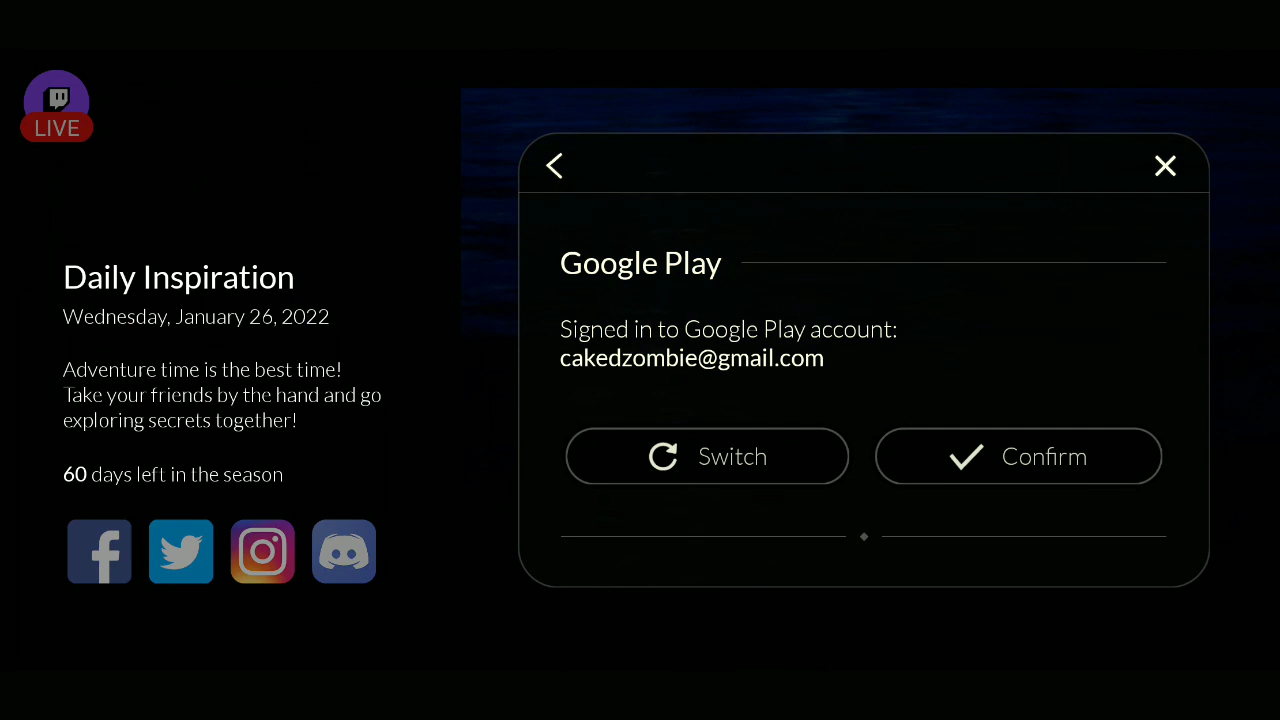 LIVE
Daily Inspiration
Wednesday, January 26, 2022
Adventure time is the best time!
Take your friends by the hand and go
exploring secrets together!
60 days left in the season
Google Play
Signed in to Google Play account:
cakedzombie@gmail.com
Switch
Confirm